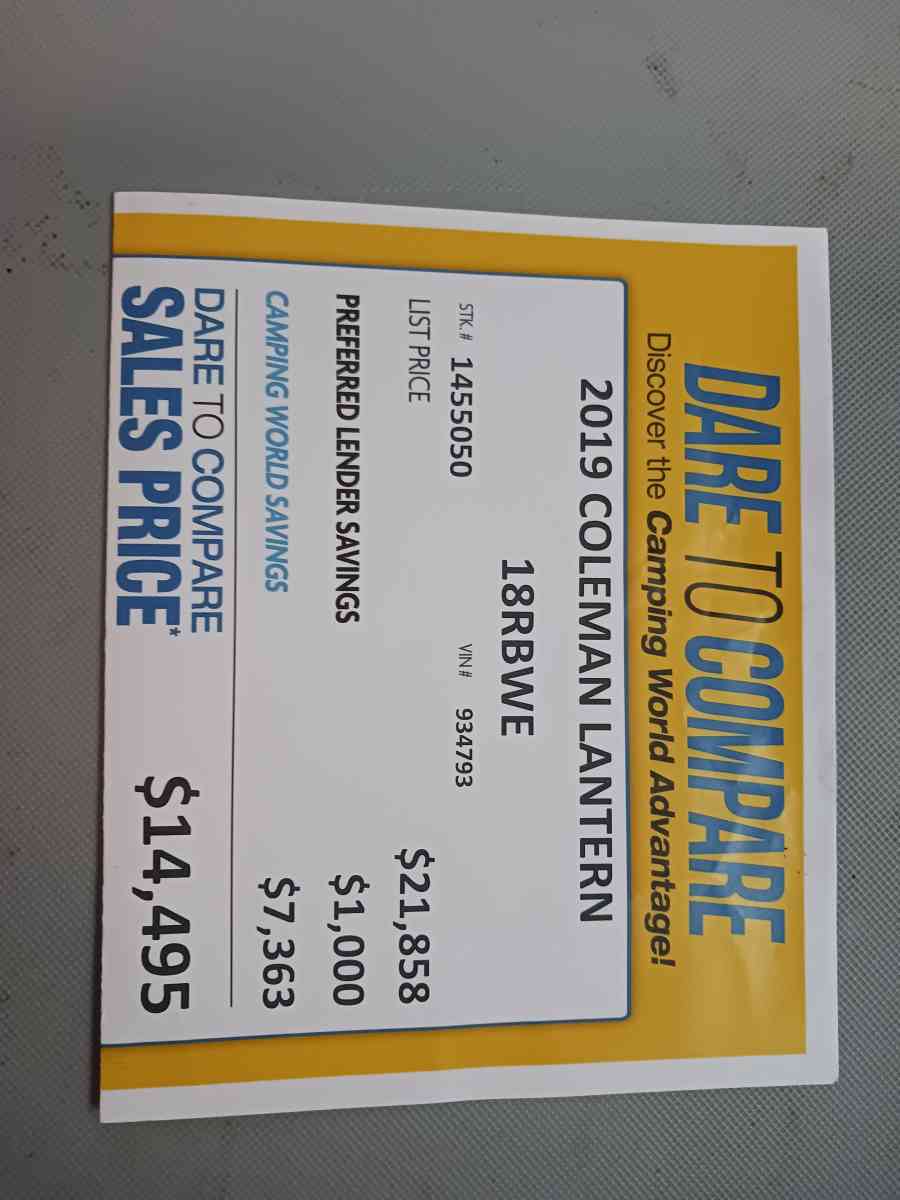 DARE TO COMPARE
Discover the Camping World Advantage!
2019 COLEMAN LANTERN
18RBWE
STK.# 1455050 VIN# 934793
LIST PRICE $21,858
PREFERRED LENDER SAVINGS $1,000
CAMPING WORLD SAVINGS $7,363
DARE TO COMPARE
SALES PRICE* $14,495